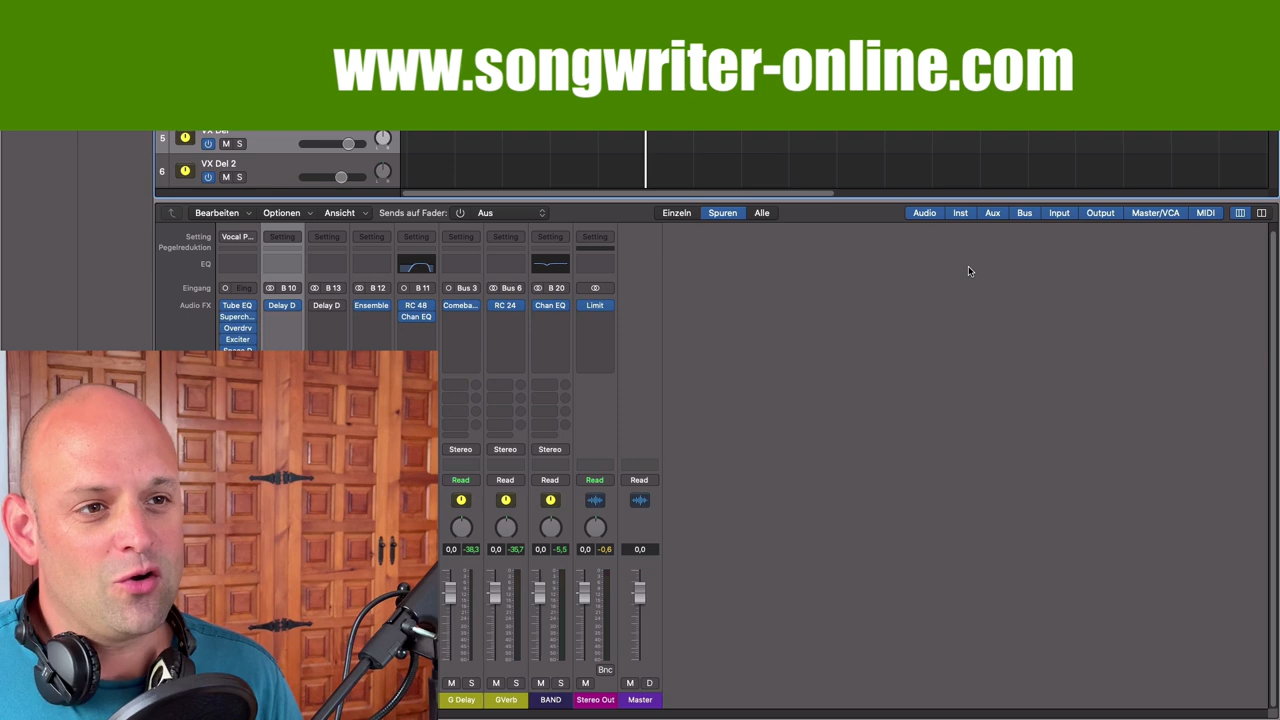 www.songwriter-online.com
5
M S
6 VX Del 2
M S
Bearbeiten Optionen Ansicht Sends auf Fader: Aus Einzeln Spuren Alle Audio Inst Aux Bus Input Output Master/VCA MIDI
Setting Vocal P... Setting Setting Setting Setting Setting Setting Setting Setting
Pegelreduktion
EQ
Eingang Eing B 10 B 13 B 12 B 11 Bus 3 Bus 6 B 20
Audio FX Tube EQ Delay D Delay D Ensemble RC 48 Comeba... RC 24 Chan EQ Limit
Superch... Chan EQ
Overdrv
Exciter
Stereo Stereo Stereo
Read Read Read Read Read
0,0 -38,3 0,0 -35,7 0,0 -5,5 0,0 -0,6 0,0
Bnc
M S M S M S M M D
G Delay GVerb BAND Stereo Out Master